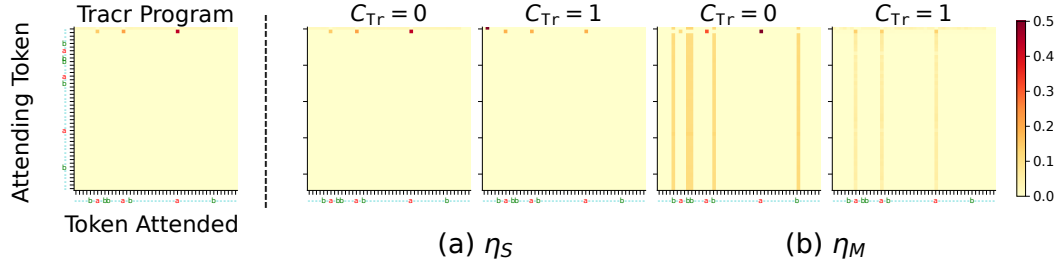 Tracr Program
C_Tr = 0
C_Tr = 1
C_Tr = 0
C_Tr = 1
Attending Token
b
a
b
b
a
b
a
b
0.5
0.4
0.3
0.2
0.1
0.0
b a b b a b a b
b a b b a b a b
b a b b a b a b
b a b b a b a b
b a b b a b a b
Token Attended
(a) η_S
(b) η_M